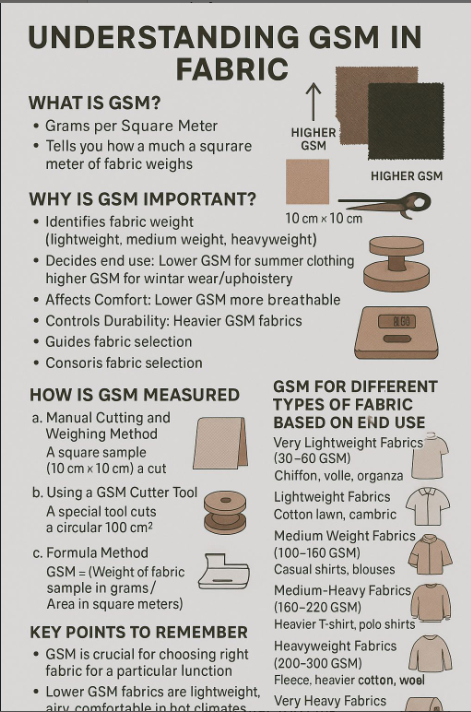 UNDERSTANDING GSM IN
FABRIC
WHAT IS GSM?
• Grams per Square Meter
• Tells you how a much a squrare
meter of fabric weighs
HIGHER
GSM
HIGHER GSM
10 cm × 10 cm
WHY IS GSM IMPORTANT?
• Identifies fabric weight
(lightweight, medium weight, heavyweight)
• Decides end use: Lower GSM for summer clothing
higher GSM for wintar wear/uphoistery
• Affects Comfort: Lower GSM more breathable
• Controls Durability: Heavier GSM fabrics
• Guides fabric selection
• Consoris fabric selection
HOW IS GSM MEASURED
a. Manual Cutting and
Weighing Method
A square sample
(10 cm × 10 cm) a cut
b. Using a GSM Cutter Tool
A special tool cuts
a circular 100 cm²
c. Formula Method
GSM = (Weight of fabric
sample in grams /
Area in square meters)
KEY POINTS TO REMEMBER
• GSM is crucial for choosing right
fabric for a particular lunction
• Lower GSM fabrics are lightweight,
airy, comfortable in hot climates
GSM FOR DIFFERENT
TYPES OF FABRIC
BASED ON END USE
Very Lightweight Fabrics
(30–60 GSM)
Chiffon, volle, organza
Lightweight Fabrics
Cotton lawn, cambric
Medium Weight Fabrics
(100–160 GSM)
Casual shirts, blouses
Medium-Heavy Fabrics
(160–220 GSM)
Heavier T-shirt, polo shirts
Heavyweight Fabrics
(200–300 GSM)
Fleece, heavier cotton, wool
Very Heavy Fabrics